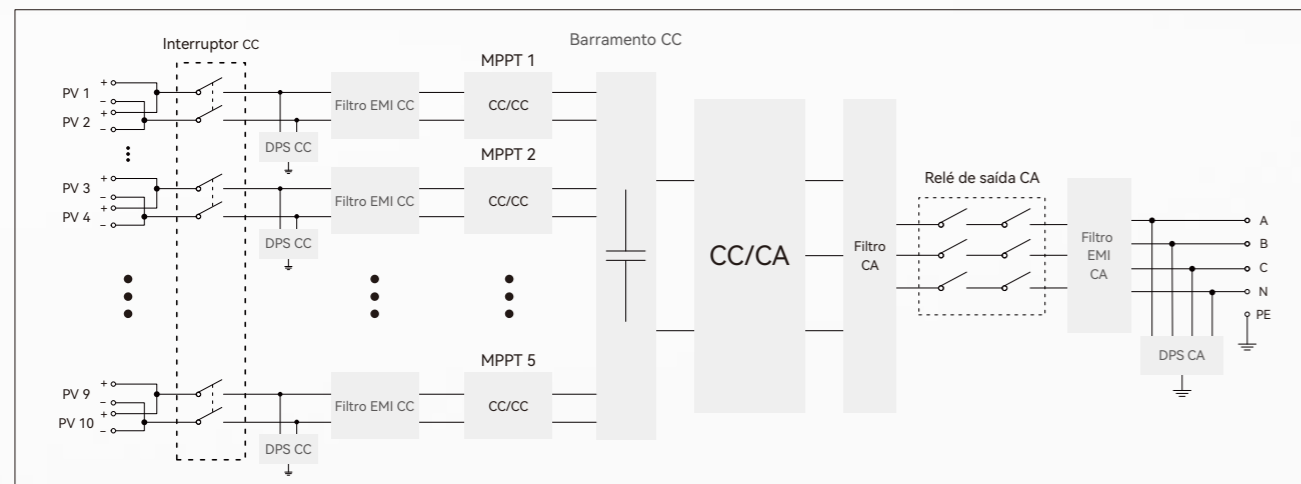 Interruptor CC
Barramento CC
MPPT 1
PV 1
+
−
Filtro EMI CC
CC/CC
PV 2
+
−
DPS CC
MPPT 2
PV 3
+
−
Filtro EMI CC
CC/CC
PV 4
+
−
DPS CC
CC/CA
Filtro
CA
Relé de saída CA
Filtro
EMI
CA
A
B
C
N
PE
DPS CA
MPPT 5
PV 9
+
−
Filtro EMI CC
CC/CC
PV 10
+
−
DPS CC